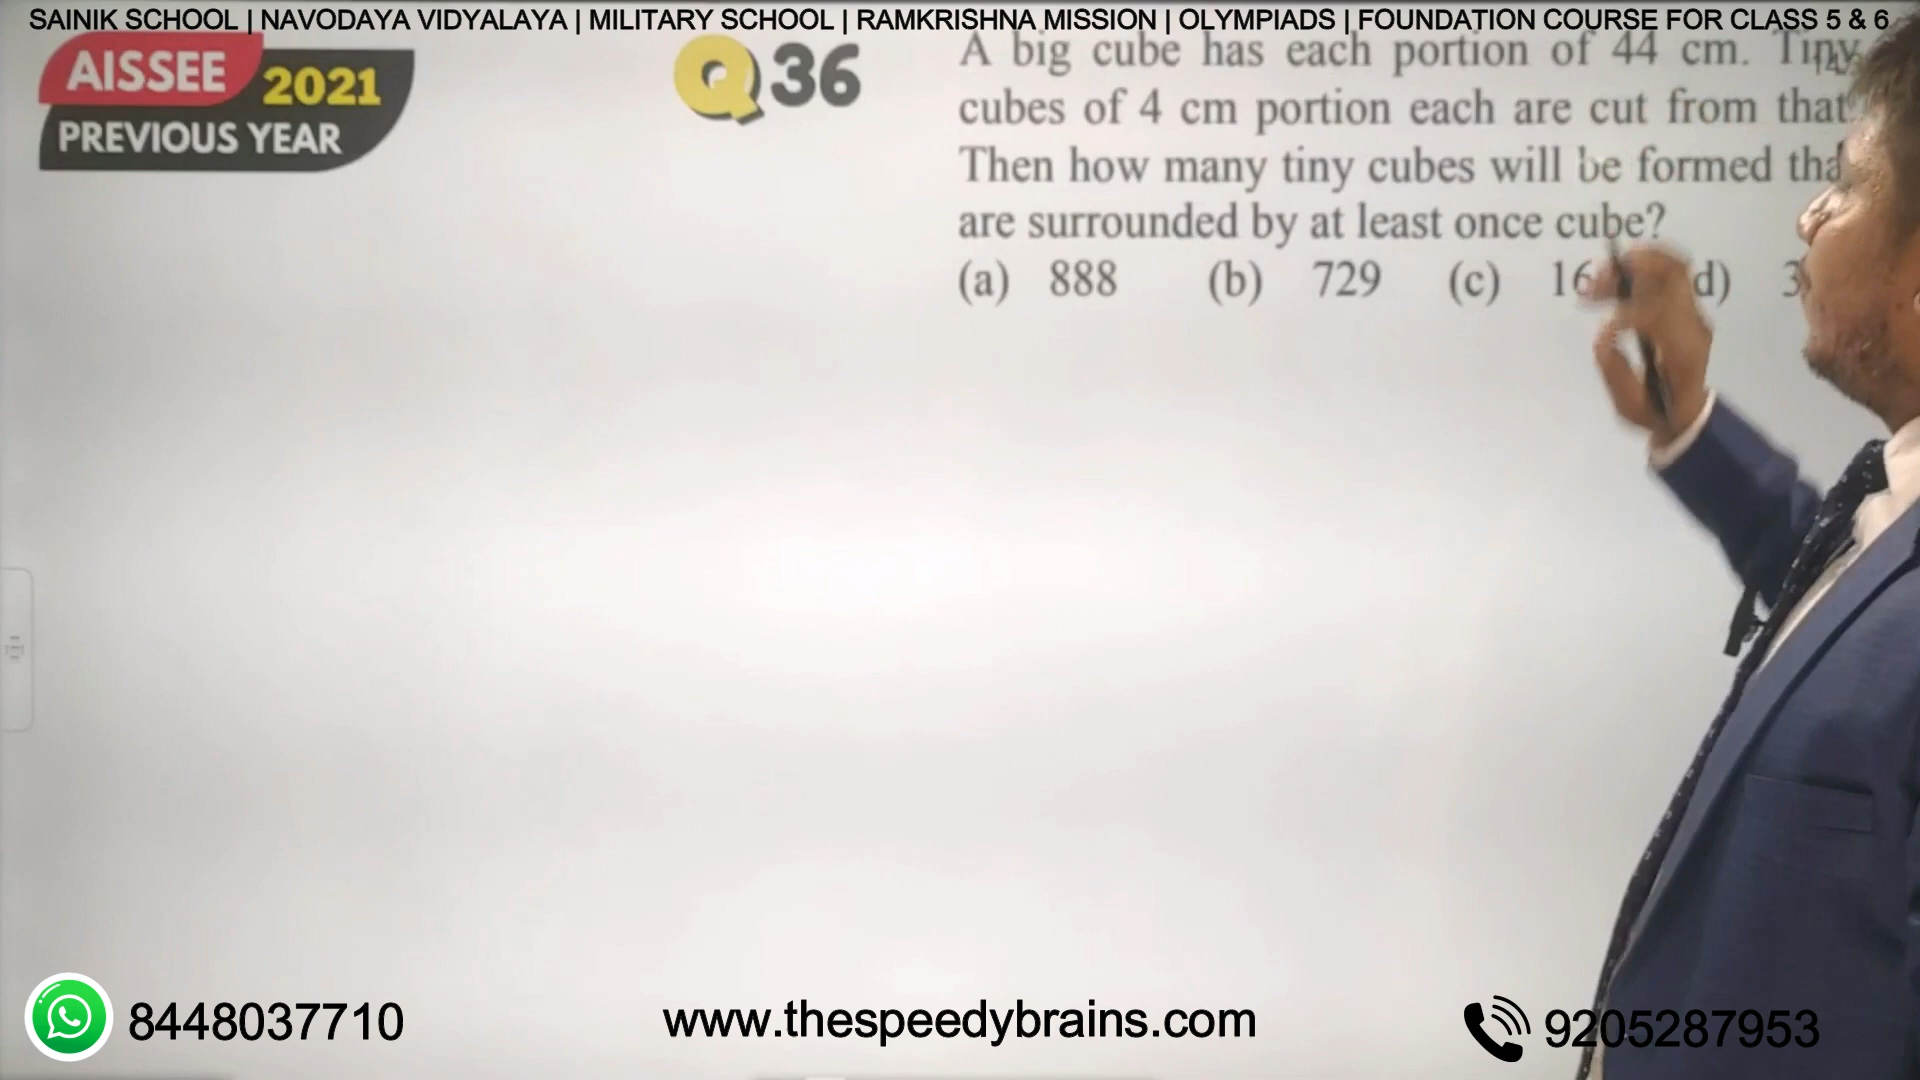 SAINIK SCHOOL | NAVODAYA VIDYALAYA | MILITARY SCHOOL | RAMKRISHNA MISSION | OLYMPIADS | FOUNDATION COURSE FOR CLASS 5 & 6
AISSEE 2021
PREVIOUS YEAR
Q 36
A big cube has each portion of 44 cm. Tiny
cubes of 4 cm portion each are cut from that.
Then how many tiny cubes will be formed
are surrounded by at least once cube?
(a) 888 (b) 729 (c) (d)
8448037710
www.thespeedybrains.com
9205287953